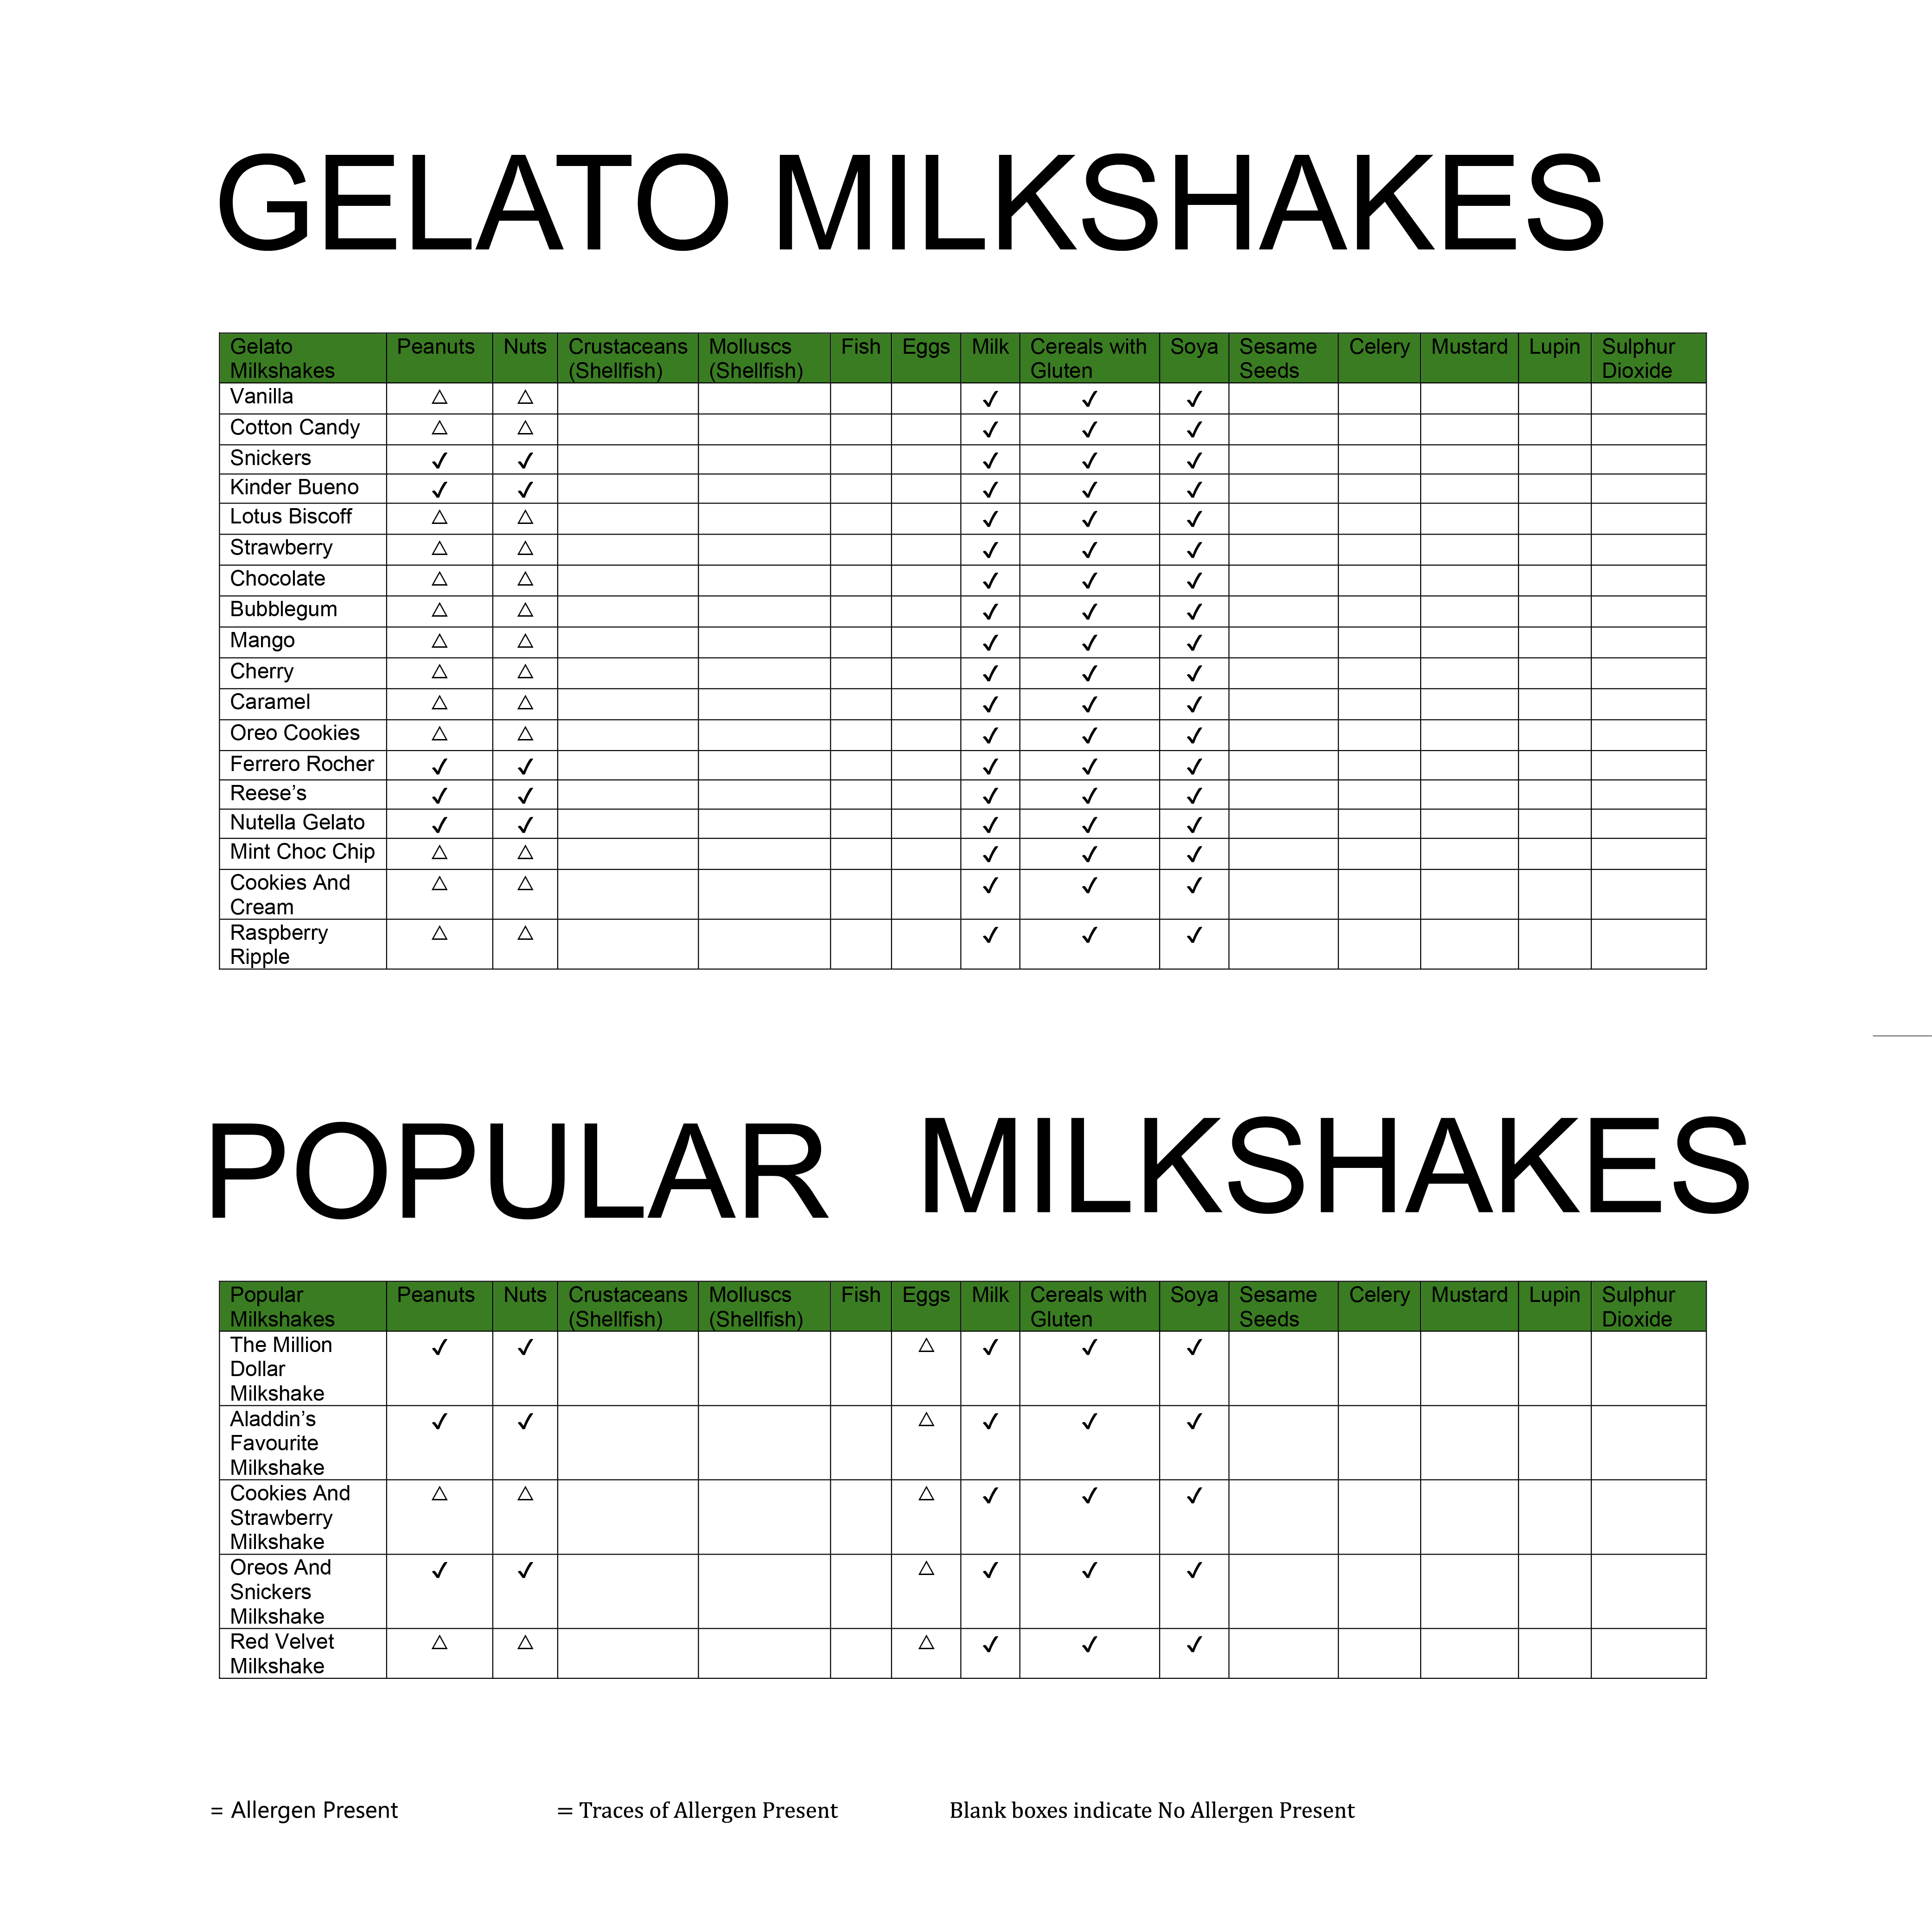 GELATO MILKSHAKES
Gelato Milkshakes Peanuts Nuts Crustaceans (Shellfish) Molluscs (Shellfish) Fish Eggs Milk Cereals with Gluten Soya Sesame Seeds Celery Mustard Lupin Sulphur Dioxide
Vanilla △ △ ✓ ✓ ✓
Cotton Candy △ △ ✓ ✓ ✓
Snickers ✓ ✓ ✓ ✓ ✓
Kinder Bueno ✓ ✓ ✓ ✓ ✓
Lotus Biscoff △ △ ✓ ✓ ✓
Strawberry △ △ ✓ ✓ ✓
Chocolate △ △ ✓ ✓ ✓
Bubblegum △ △ ✓ ✓ ✓
Mango △ △ ✓ ✓ ✓
Cherry △ △ ✓ ✓ ✓
Caramel △ △ ✓ ✓ ✓
Oreo Cookies △ △ ✓ ✓ ✓
Ferrero Rocher ✓ ✓ ✓ ✓ ✓
Reese’s ✓ ✓ ✓ ✓ ✓
Nutella Gelato ✓ ✓ ✓ ✓ ✓
Mint Choc Chip △ △ ✓ ✓ ✓
Cookies And Cream △ △ ✓ ✓ ✓
Raspberry Ripple △ △ ✓ ✓ ✓
POPULAR MILKSHAKES
Popular Milkshakes Peanuts Nuts Crustaceans (Shellfish) Molluscs (Shellfish) Fish Eggs Milk Cereals with Gluten Soya Sesame Seeds Celery Mustard Lupin Sulphur Dioxide
The Million Dollar Milkshake ✓ ✓ △ ✓ ✓ ✓
Aladdin’s Favourite Milkshake ✓ ✓ △ ✓ ✓ ✓
Cookies And Strawberry Milkshake △ △ △ ✓ ✓ ✓
Oreos And Snickers Milkshake ✓ ✓ △ ✓ ✓ ✓
Red Velvet Milkshake △ △ △ ✓ ✓ ✓
= Allergen Present = Traces of Allergen Present Blank boxes indicate No Allergen Present